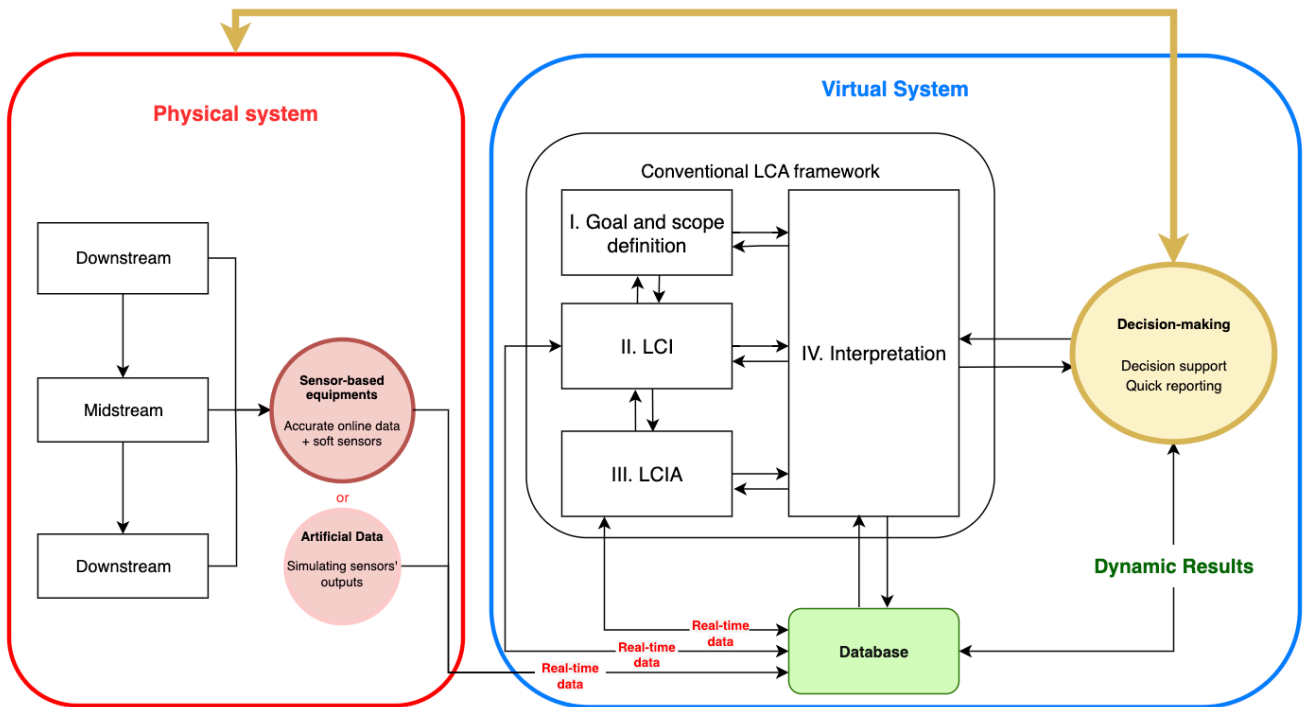 Physical system
Virtual System
Downstream
Midstream
Downstream
Sensor-based
equipments
Accurate online data
+ soft sensors
or
Artificial Data
Simulating sensors'
outputs
Conventional LCA framework
I. Goal and scope
definition
II. LCI
III. LCIA
IV. Interpretation
Decision-making
Decision support
Quick reporting
Dynamic Results
Real-time
data
Real-time
data
Real-time
data
Database